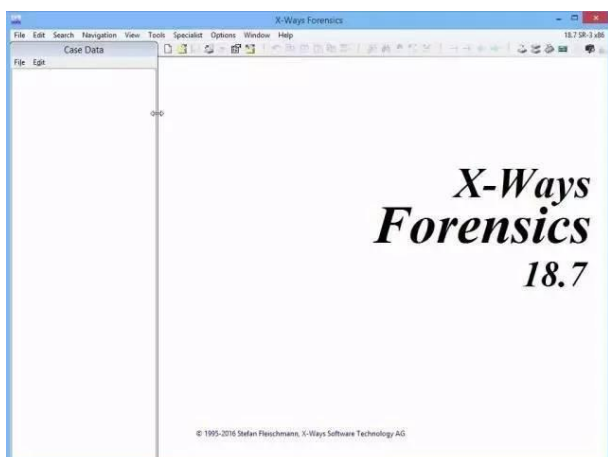 X-Ways Forensics
File Edit Search Navigation View Tools Specialist Options Window Help
18.7 SR-3 x86
Case Data
File Egit
X-Ways
Forensics
18.7
© 1995-2016 Stefan Fleischmann, X-Ways Software Technology AG